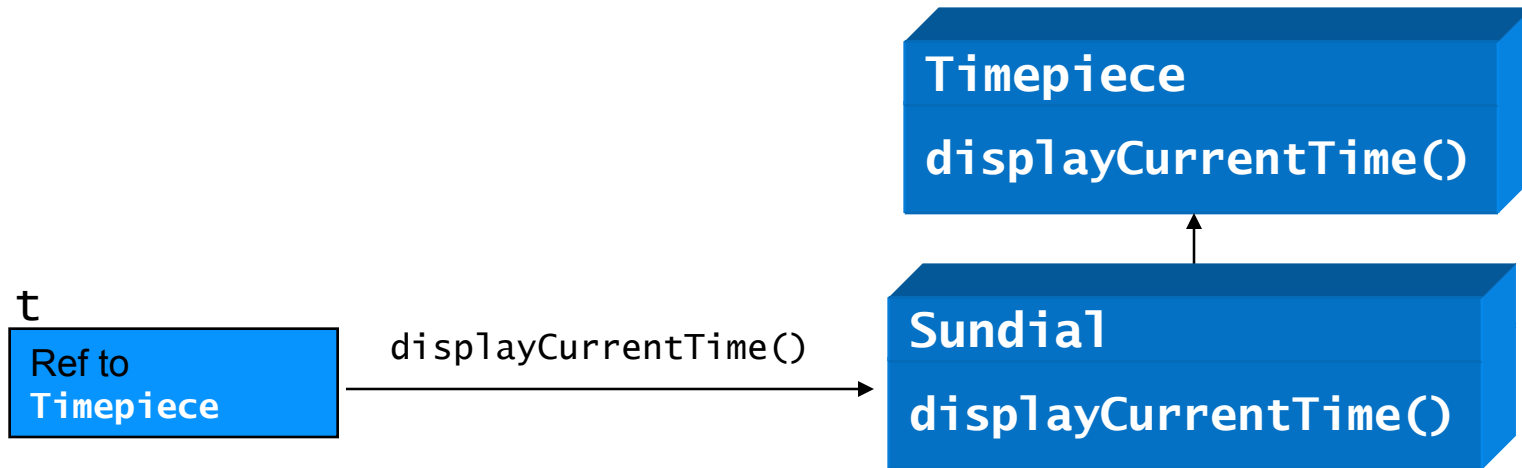 Timepiece
displayCurrentTime()
t
Ref to
Timepiece
displayCurrentTime()
Sundial
displayCurrentTime()